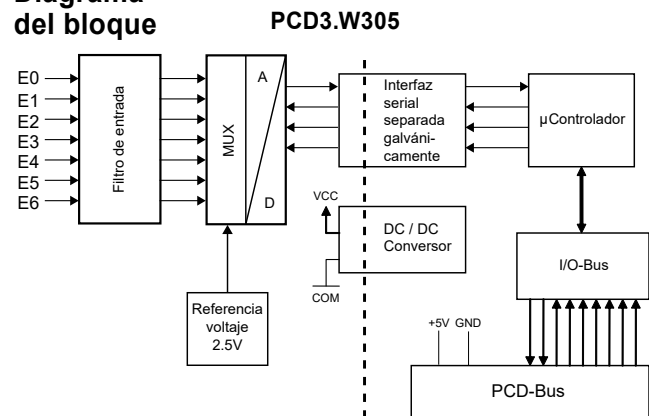 Diagrama
del bloque
PCD3.W305
E0
E1
E2
E3
E4
E5
E6
Filtro de entrada
MUX
A
D
Interfaz
serial
separada
galváni-
camente
µControlador
VCC
COM
DC / DC
Conversor
I/O-Bus
Referencia
voltaje
2.5V
+5V GND
PCD-Bus